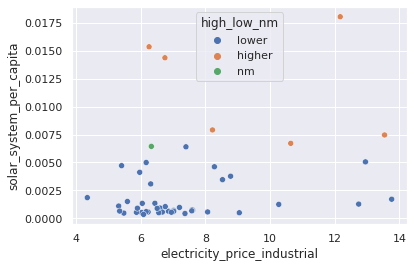 high_low_nm
lower
higher
nm
solar_system_per_capita
0.0175
0.0150
0.0125
0.0100
0.0075
0.0050
0.0025
0.0000
4 6 8 10 12 14
electricity_price_industrial